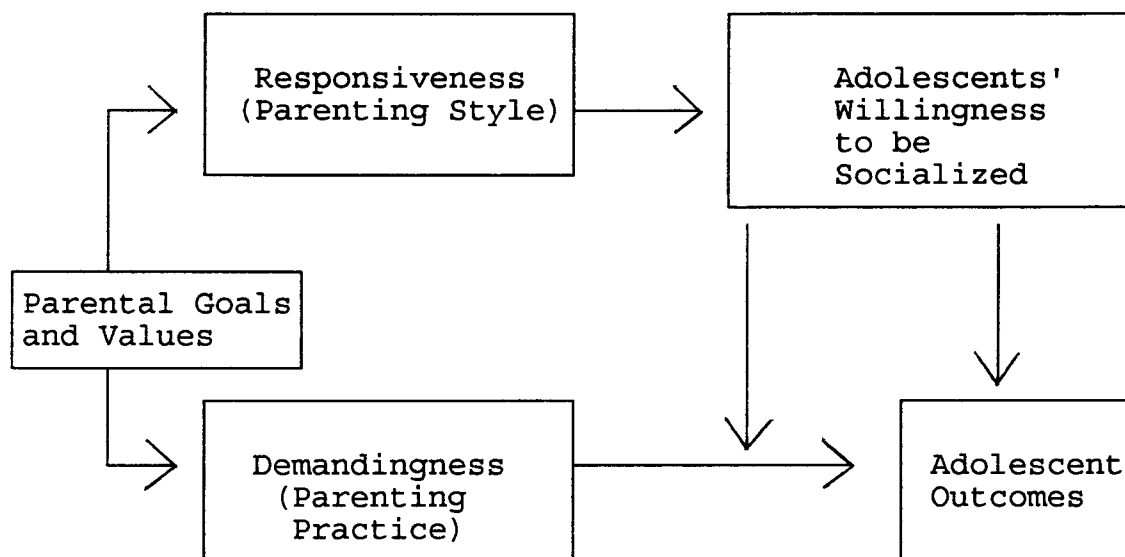 Responsiveness
(Parenting Style)
Adolescents'
Willingness
to be
Socialized
Parental Goals
and Values
Demandingness
(Parenting
Practice)
Adolescent
Outcomes